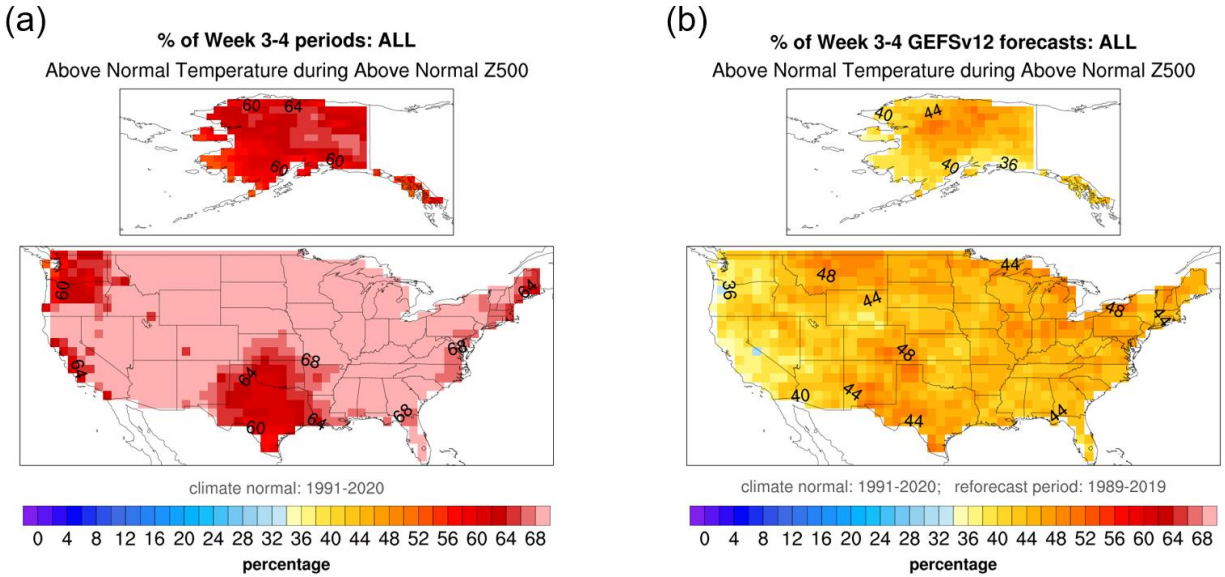 (a)
% of Week 3-4 periods: ALL
Above Normal Temperature during Above Normal Z500
60 64
60 60
60 64
68 68
64 64
60 64 68
climate normal: 1991-2020
0 4 8 12 16 20 24 28 32 36 40 44 48 52 56 60 64 68
percentage
(b)
% of Week 3-4 GEFSv12 forecasts: ALL
Above Normal Temperature during Above Normal Z500
40 44
40 36
36 48 44 44 48 44
48
40 44 44 44
climate normal: 1991-2020; reforecast period: 1989-2019
0 4 8 12 16 20 24 28 32 36 40 44 48 52 56 60 64 68
percentage